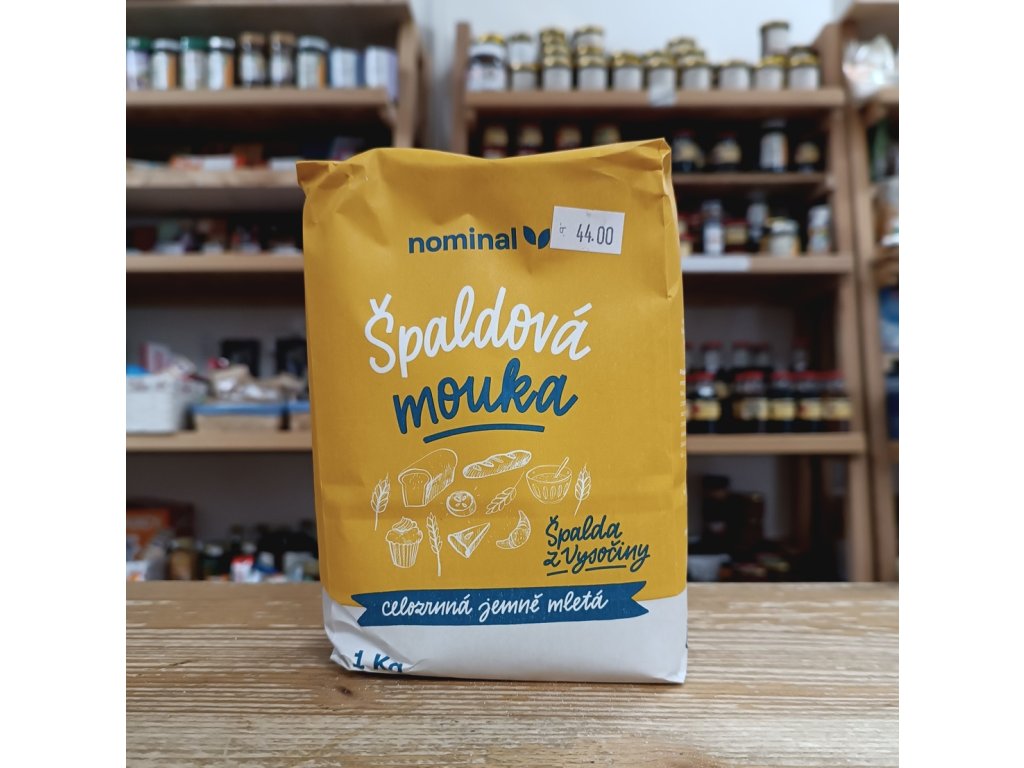 nominal
44.00
Špaldová
mouka
Špalda
z Vysočiny
celozrnná jemně mletá
1 Kg